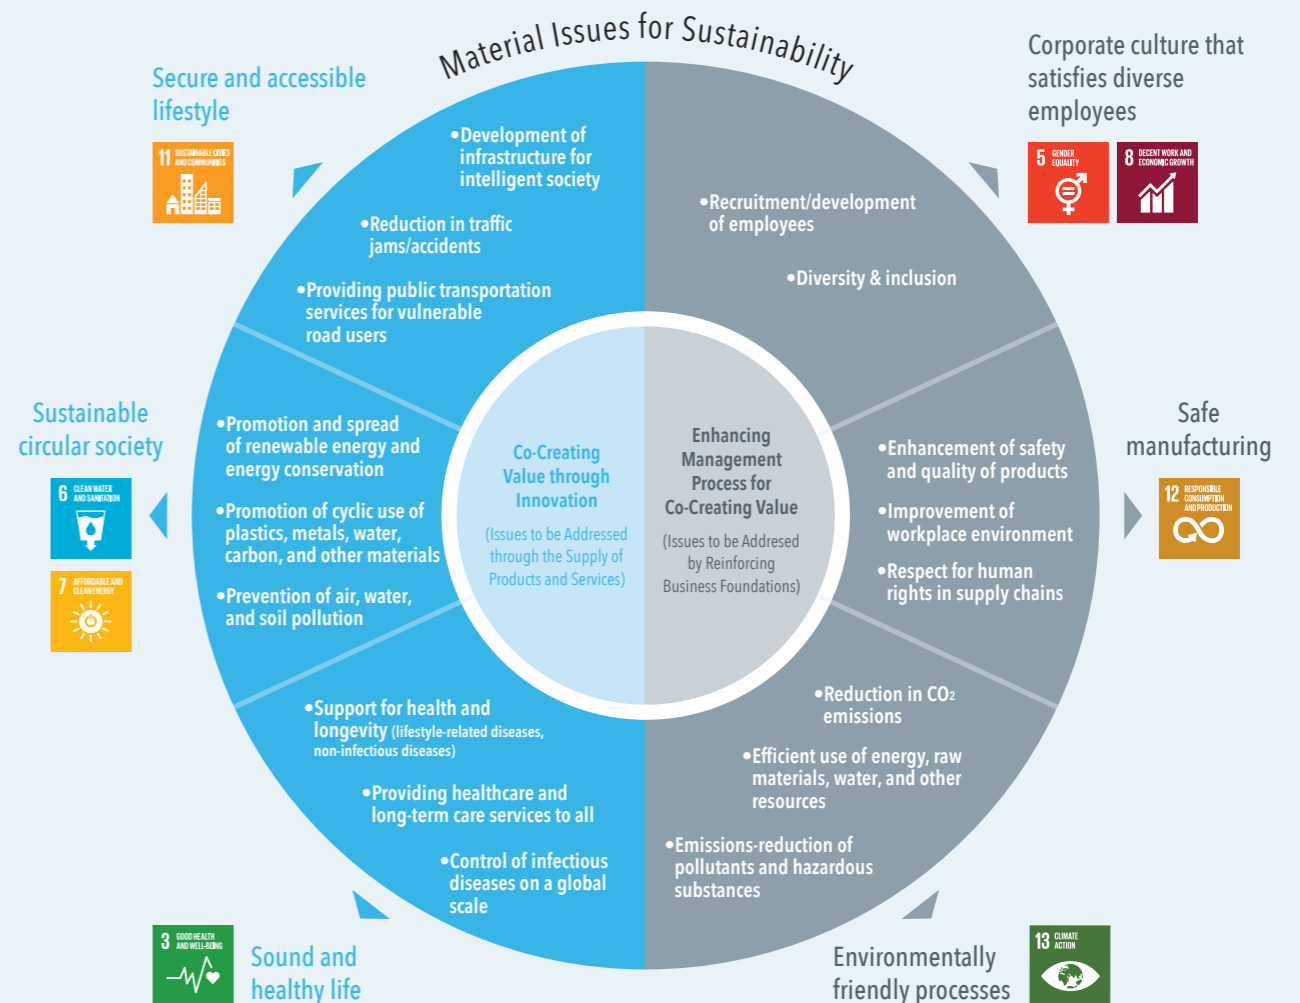 Material Issues for Sustainability
Secure and accessible
lifestyle
11 SUSTAINABLE CITIES
AND COMMUNITIES
•Development of
infrastructure for
intelligent society
•Reduction in traffic
jams/accidents
•Providing public transportation
services for vulnerable
road users
Sustainable
circular society
6 CLEAN WATER
AND SANITATION
7 AFFORDABLE AND
CLEAN ENERGY
•Promotion and spread
of renewable energy and
energy conservation
•Promotion of cyclic use of
plastics, metals, water,
carbon, and other materials
•Prevention of air, water,
and soil pollution
•Support for health and
longevity (lifestyle-related diseases,
non-infectious diseases)
•Providing healthcare and
long-term care services to all
•Control of infectious
diseases on a global
scale
3 GOOD HEALTH
AND WELL-BEING
Sound and
healthy life
Co-Creating
Value through
Innovation
(Issues to be Addressed
through the Supply of
Products and Services)
Enhancing
Management
Process for
Co-Creating Value
(Issues to be Addresed
by Reinforcing
Business Foundations)
Corporate culture that
satisfies diverse
employees
5 GENDER
EQUALITY
8 DECENT WORK AND
ECONOMIC GROWTH
•Recruitment/development
of employees
•Diversity & inclusion
Safe
manufacturing
12 RESPONSIBLE
CONSUMPTION
AND PRODUCTION
•Enhancement of safety
and quality of products
•Improvement of
workplace environment
•Respect for human
rights in supply chains
•Reduction in CO2
emissions
•Efficient use of energy, raw
materials, water, and other
resources
•Emissions-reduction of
pollutants and hazardous
substances
Environmentally
friendly processes
13 CLIMATE
ACTION